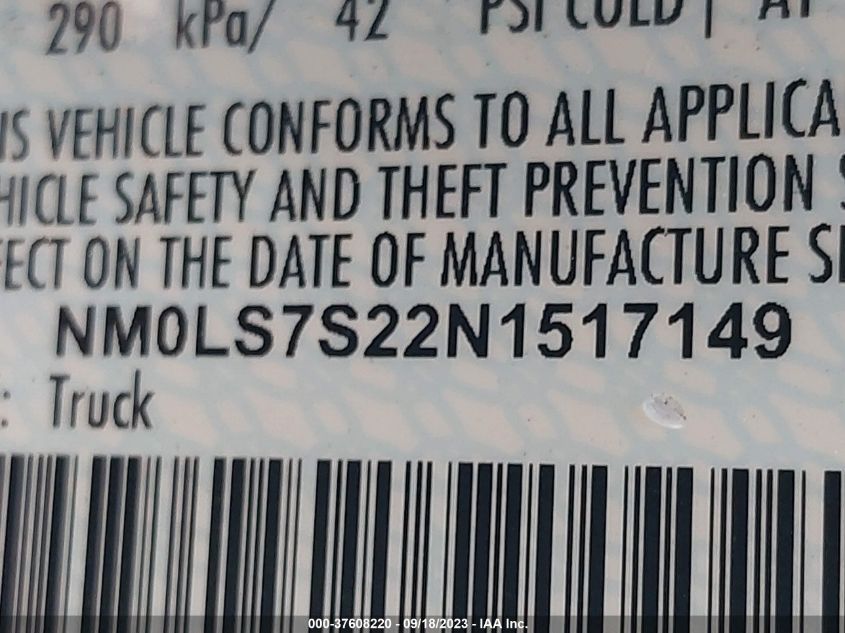 290 kPa/ 42 PSI COLD | AT
IS VEHICLE CONFORMS TO ALL APPLICA
HICLE SAFETY AND THEFT PREVENTION S
FECT ON THE DATE OF MANUFACTURE S
NM0LS7S22N1517149
: Truck
000-37608220 - 09/18/2023 - IAA Inc.